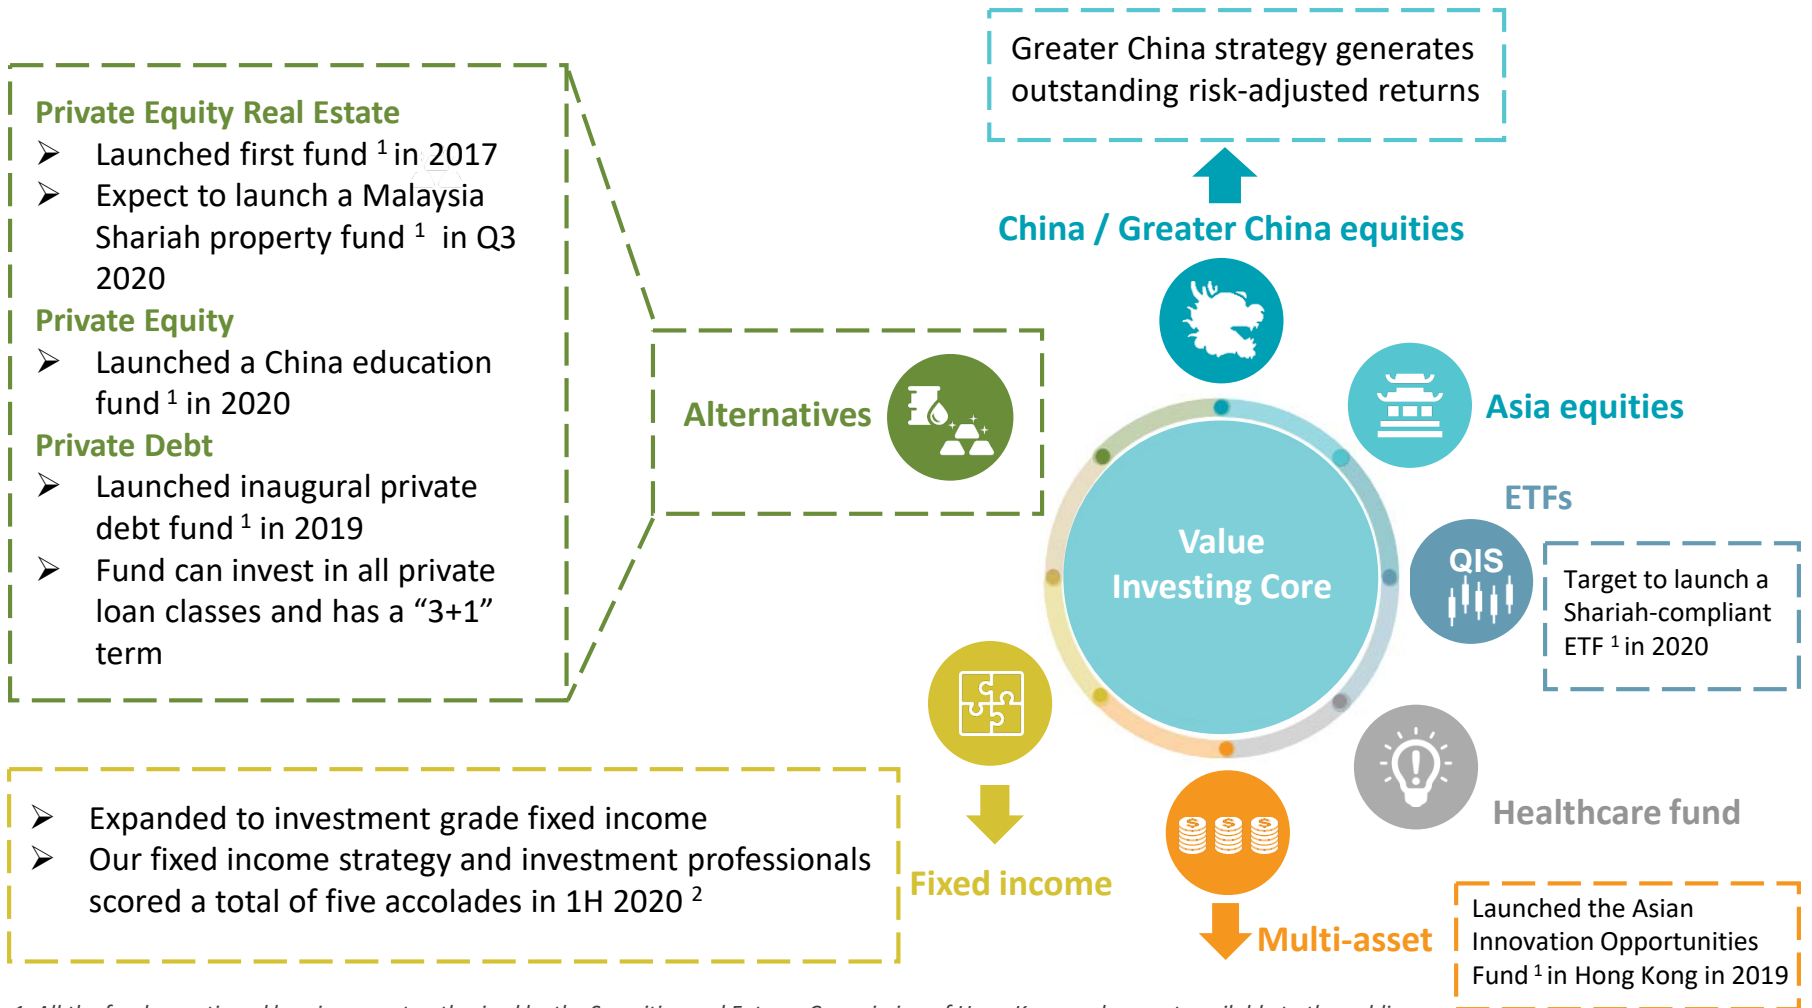 Greater China strategy generates
outstanding risk-adjusted returns
Private Equity Real Estate
➢ Launched first fund 1 in 2017
➢ Expect to launch a Malaysia
Shariah property fund 1 in Q3
2020
Private Equity
➢ Launched a China education
fund 1 in 2020
Private Debt
➢ Launched inaugural private
debt fund 1 in 2019
➢ Fund can invest in all private
loan classes and has a “3+1”
term
China / Greater China equities
Alternatives
Asia equities
ETFs
QIS
Target to launch a
Shariah-compliant
ETF 1 in 2020
Value
Investing Core
Healthcare fund
➢ Expanded to investment grade fixed income
➢ Our fixed income strategy and investment professionals
scored a total of five accolades in 1H 2020 2
Fixed income
Multi-asset
Launched the Asian
Innovation Opportunities
Fund 1 in Hong Kong in 2019